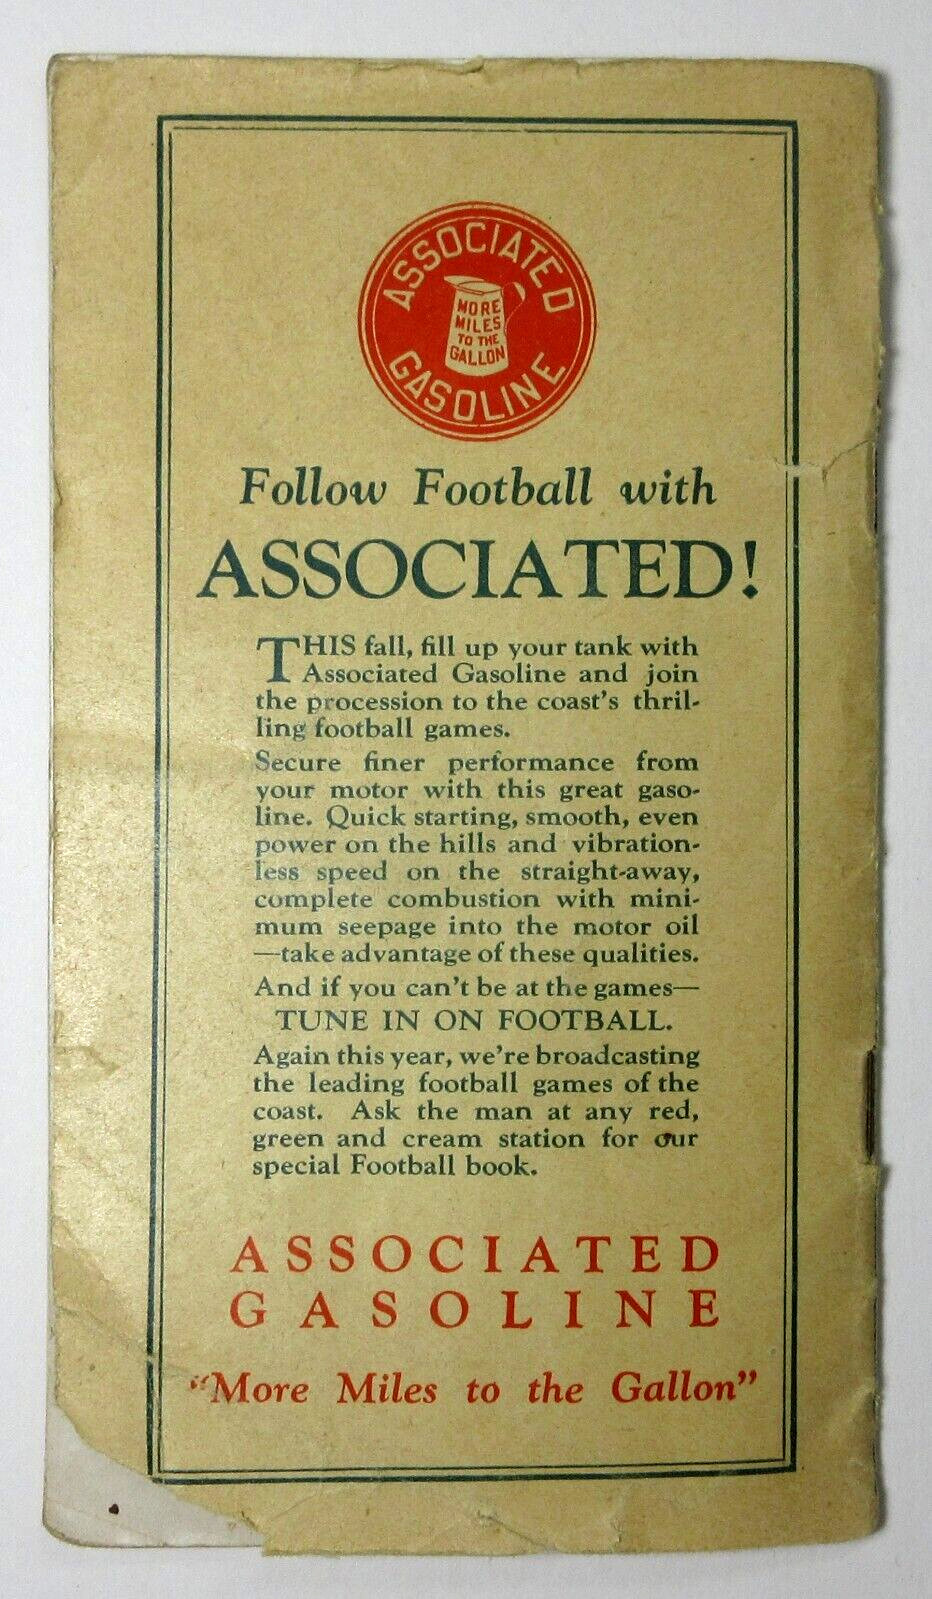 ASSOCIATED
MORE
MILES
TO THE
GALLON
GASOLINE
Follow Football with
ASSOCIATED!
THIS fall, fill up your tank with
Associated Gasoline and join
the procession to the coast's thril-
ling football games.
Secure finer performance from
your motor with this great gaso-
line. Quick starting, smooth, even
power on the hills and vibration-
less speed on the straight-away,
complete combustion with mini-
mum seepage into the motor oil
—take advantage of these qualities.
And if you can't be at the games—
TUNE IN ON FOOTBALL.
Again this year, we're broadcasting
the leading football games of the
coast. Ask the man at any red,
green and cream station for our
special Football book.
ASSOCIATED
GASOLINE
"More Miles to the Gallon"